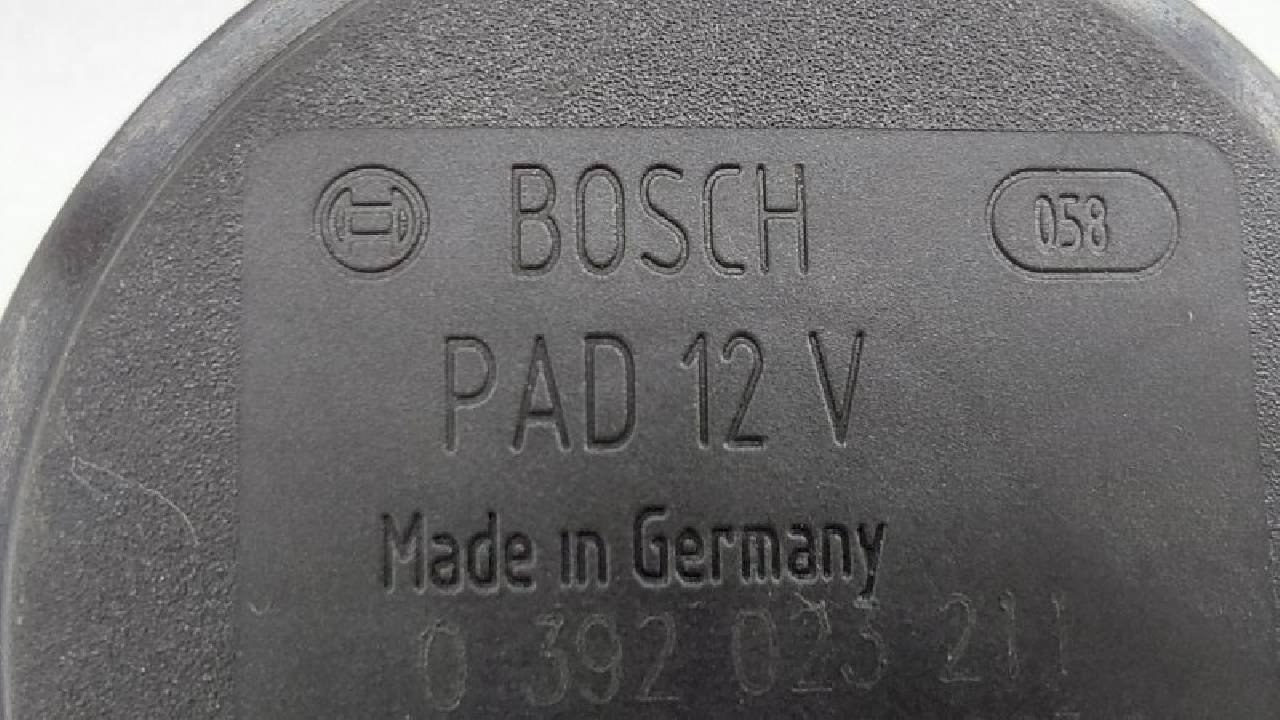 BOSCH 058
PAD 12 V
Made in Germany
0 392 023 211